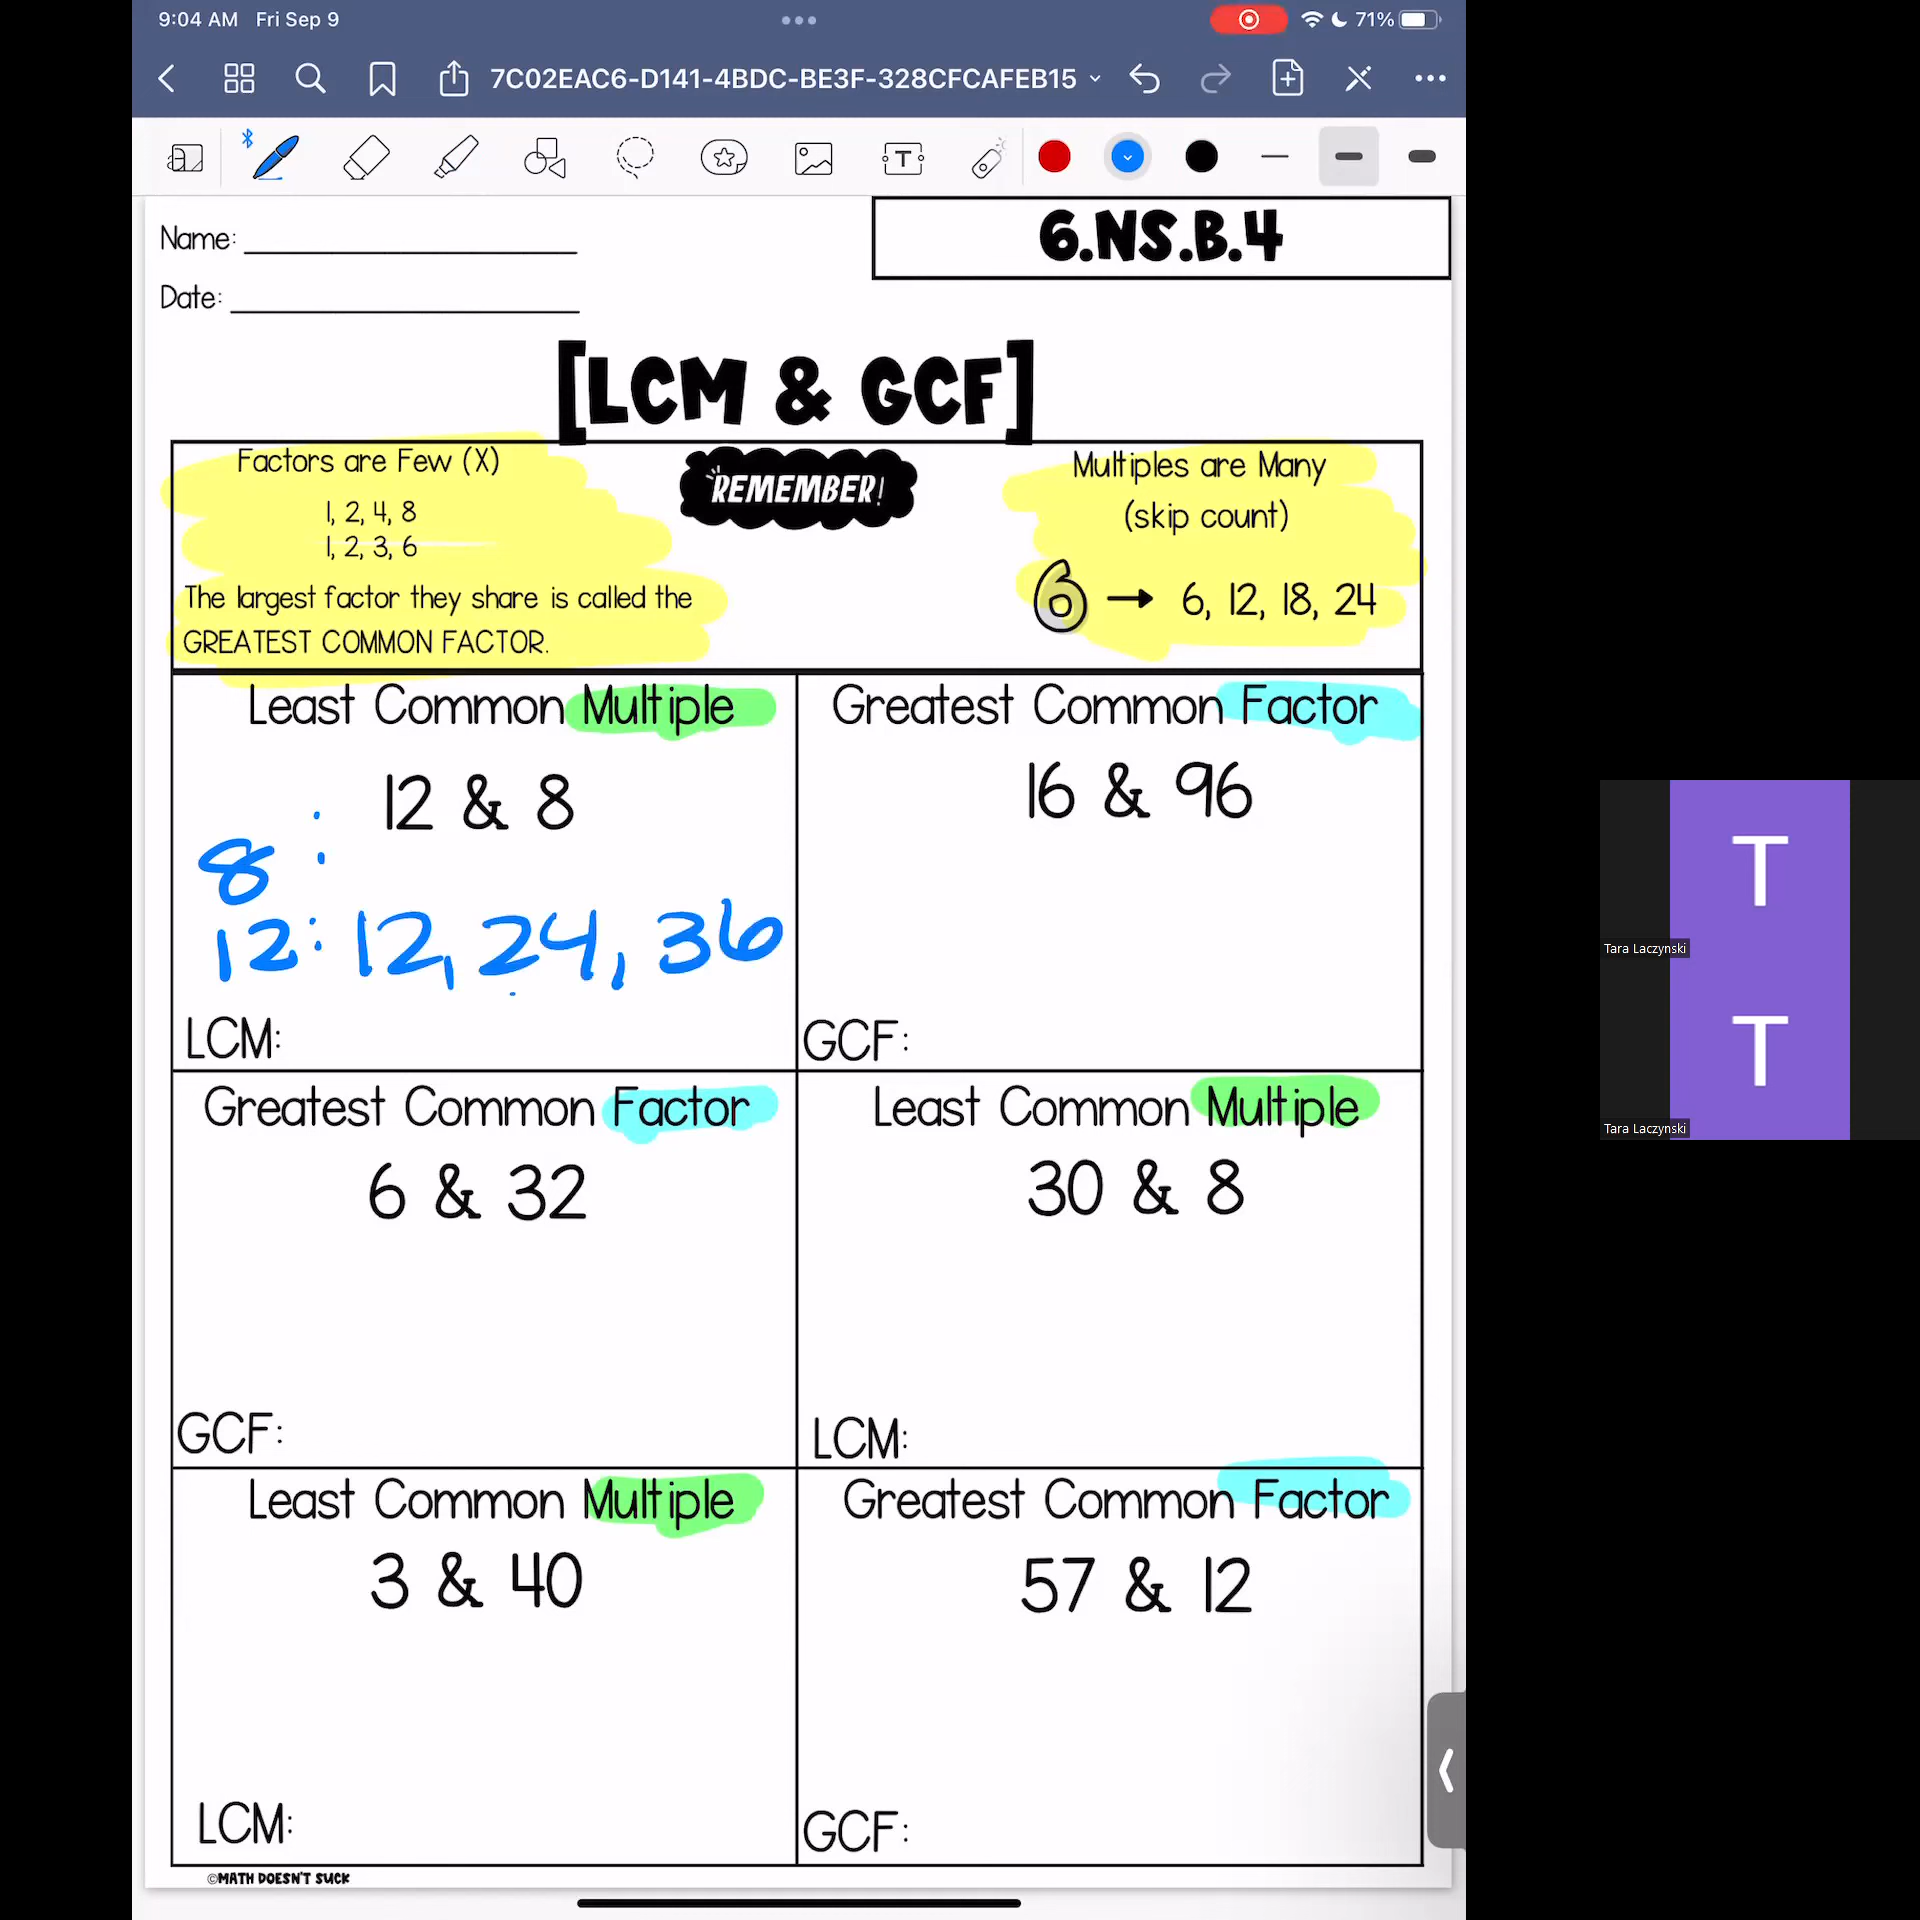 9:04 AM Fri Sep 9
71%
7C02EAC6-D141-4BDC-BE3F-328CFCAFEB15
Name:
Date:
6.NS.B.4
[LCM & GCF]
Factors are Few (X)
1, 2, 4, 8
1, 2, 3, 6
The largest factor they share is called the
GREATEST COMMON FACTOR.
REMEMBER!
Multiples are Many
(skip count)
6 → 6, 12, 18, 24
Least Common Multiple
12 & 8
8 :
12: 12, 24, 36
LCM:
Greatest Common Factor
16 & 96
GCF:
Greatest Common Factor
6 & 32
GCF:
Least Common Multiple
30 & 8
LCM:
Least Common Multiple
3 & 40
LCM:
Greatest Common Factor
57 & 12
GCF:
©MATH DOESN'T SUCK
T
Tara Laczynski
T
Tara Laczynski